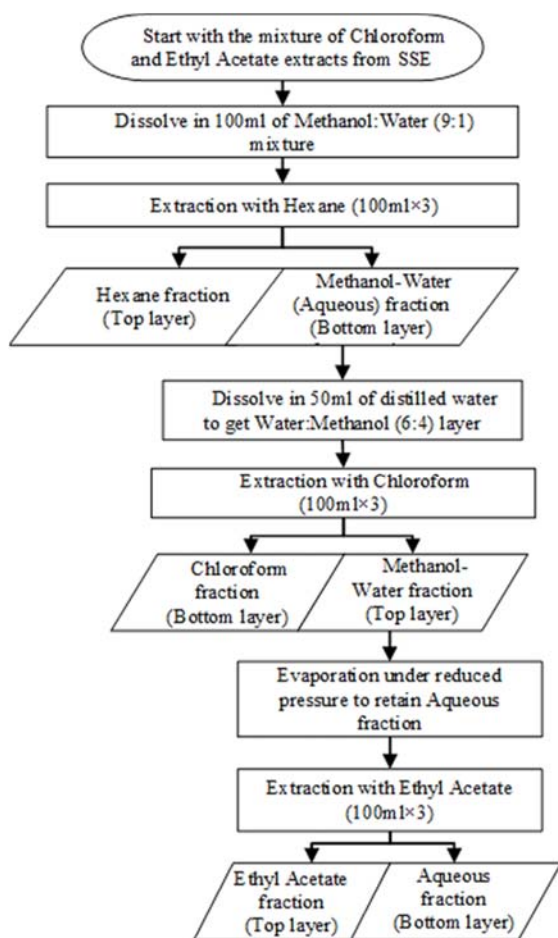 Start with the mixture of Chloroform
and Ethyl Acetate extracts from SSE
Dissolve in 100ml of Methanol:Water (9:1)
mixture
Extraction with Hexane (100ml×3)
Hexane fraction
(Top layer)
Methanol-Water
(Aqueous) fraction
(Bottom layer)
Dissolve in 50ml of distilled water
to get Water:Methanol (6:4) layer
Extraction with Chloroform
(100ml×3)
Chloroform
fraction
(Bottom layer)
Methanol-
Water fraction
(Top layer)
Evaporation under reduced
pressure to retain Aqueous
fraction
Extraction with Ethyl Acetate
(100ml×3)
Ethyl Acetate
fraction
(Top layer)
Aqueous
fraction
(Bottom layer)